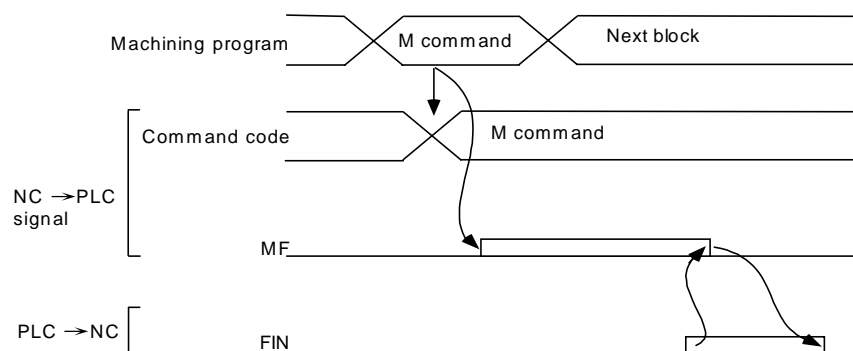 Machining program
M command
Next block
Command code
M command
NC →PLC
signal
MF
PLC →NC
FIN